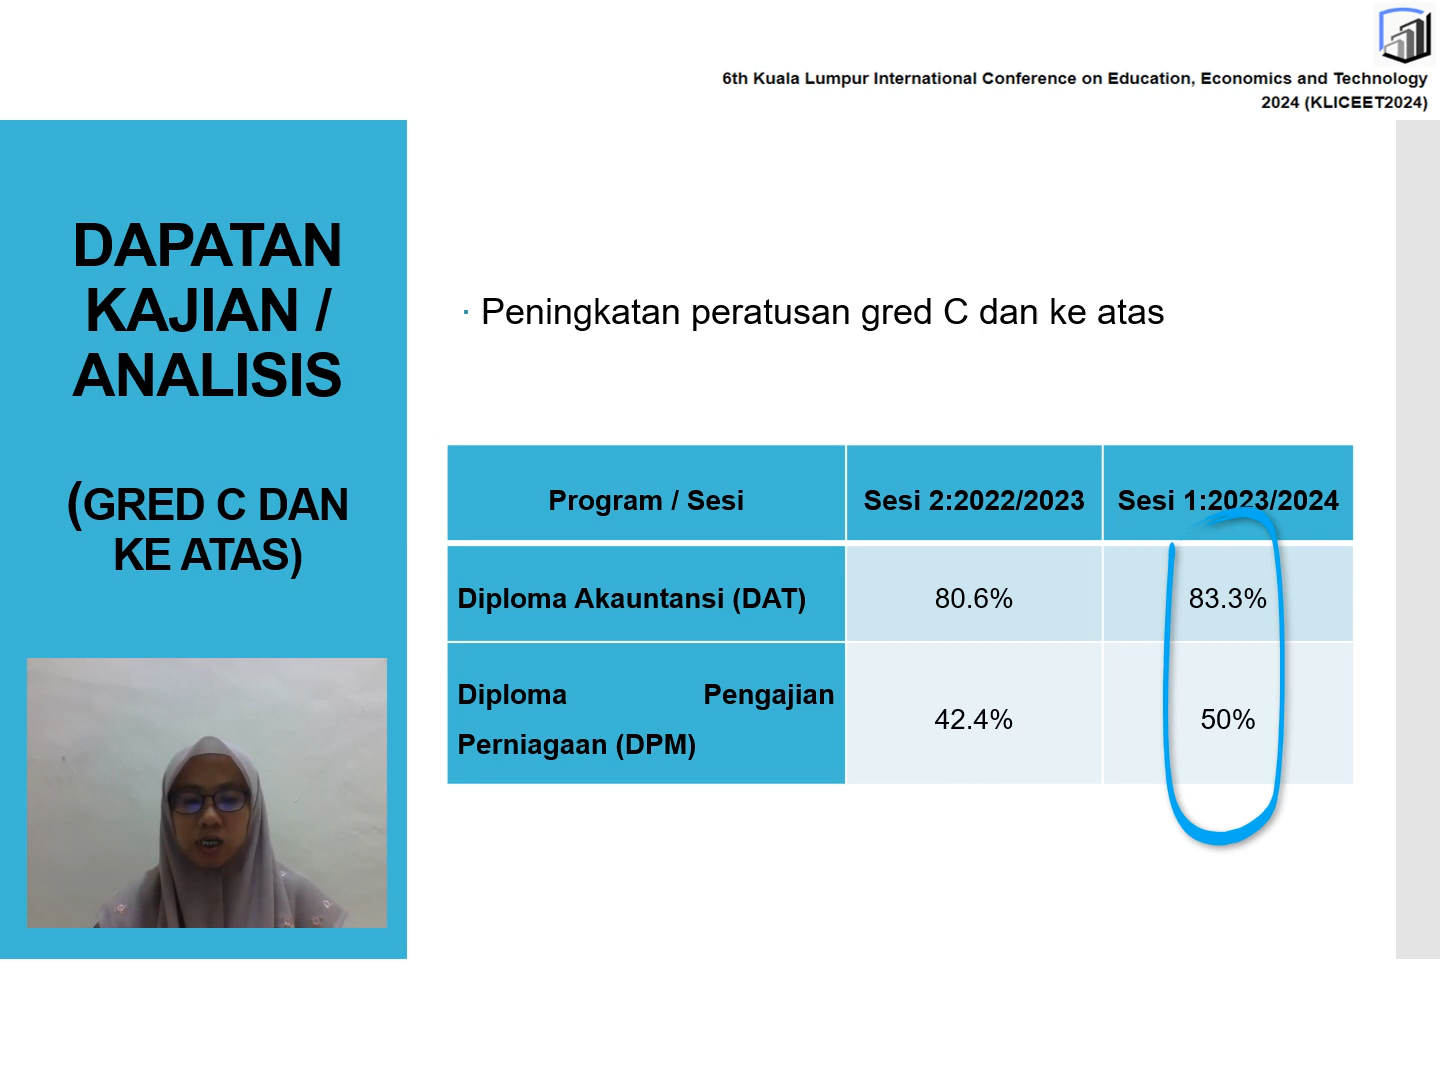 6th Kuala Lumpur International Conference on Education, Economics and Technology
2024 (KLICEET2024)
DAPATAN
KAJIAN /
ANALISIS
(GRED C DAN
KE ATAS)
· Peningkatan peratusan gred C dan ke atas
Program / Sesi Sesi 2:2022/2023 Sesi 1:2023/2024
Diploma Akauntansi (DAT) 80.6% 83.3%
Diploma Pengajian
Perniagaan (DPM) 42.4% 50%